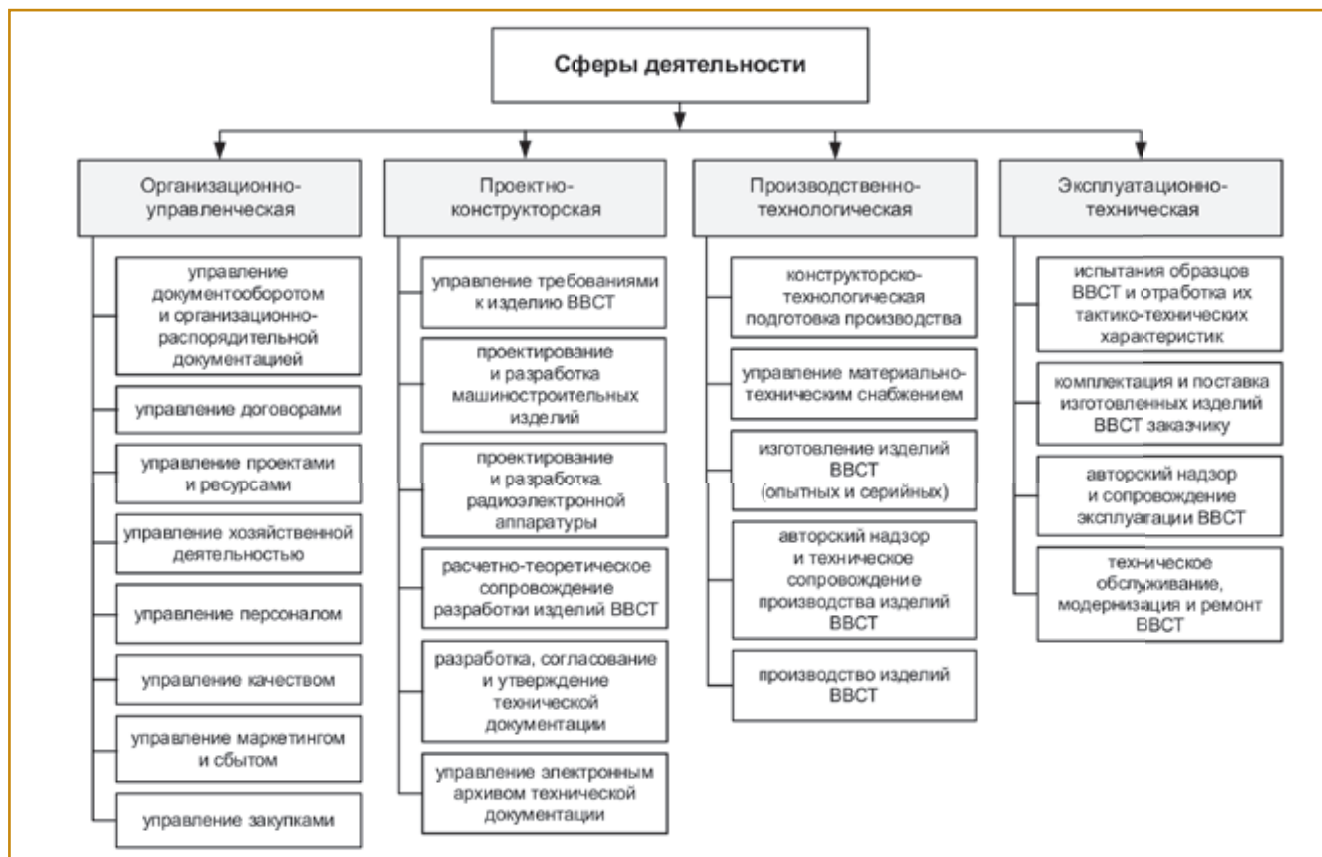 Сферы деятельности
Организационно-
управленческая
управление
документооборотом
и организационно-
распорядительной
документацией
управление договорами
управление проектами
и ресурсами
управление хозяйственной
деятельностью
управление персоналом
управление качеством
управление маркетингом
и сбытом
управление закупками
Проектно-
конструкторская
управление требованиями
к изделию ВВСТ
проектирование
и разработка
машиностроительных
изделий
проектирование
и разработка
радиоэлектронной
аппаратуры
расчетно-теоретическое
сопровождение
разработки изделий ВВСТ
разработка, согласование
и утверждение
технической
документации
управление электронным
архивом технической
документации
Производственно-
технологическая
конструкторско-
технологическая
подготовка производства
управление материально-
техническим снабжением
изготовление изделий
ВВСТ
(опытных и серийных)
авторский надзор
и техническое
сопровождение
производства изделий
ВВСТ
производство изделий
ВВСТ
Эксплуатационно-
техническая
испытания образцов
ВВСТ и отработка их
тактико-технических
характеристик
комплектация и поставка
изготовленных изделий
ВВСТ заказчику
авторский надзор
и сопровождение
эксплуатации ВВСТ
техническое
обслуживание,
модернизация и ремонт
ВВСТ